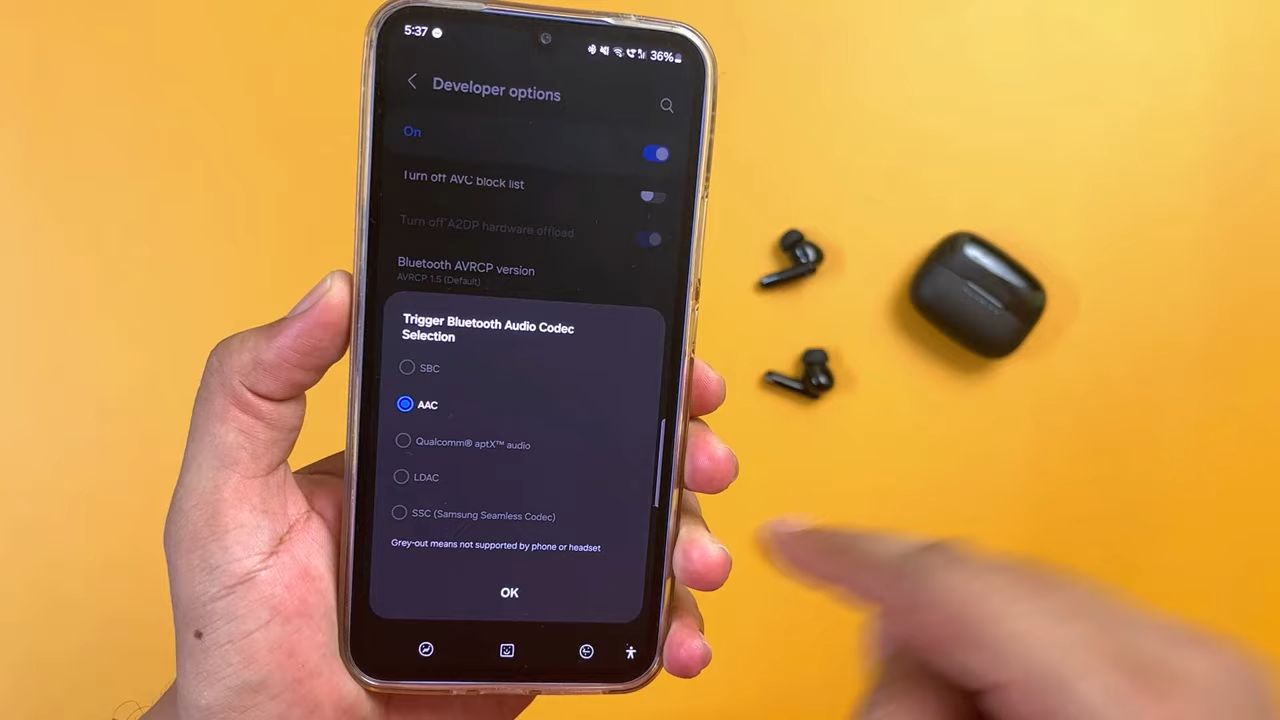 5:37
36%
Developer options
On
Turn off AVC block list
Turn off A2DP hardware offload
Bluetooth AVRCP version
AVRCP 1.5 (Default)
Trigger Bluetooth Audio Codec
Selection
SBC
AAC
Qualcomm® aptX™ audio
LDAC
SSC (Samsung Seamless Codec)
Grey-out means not supported by phone or headset
OK